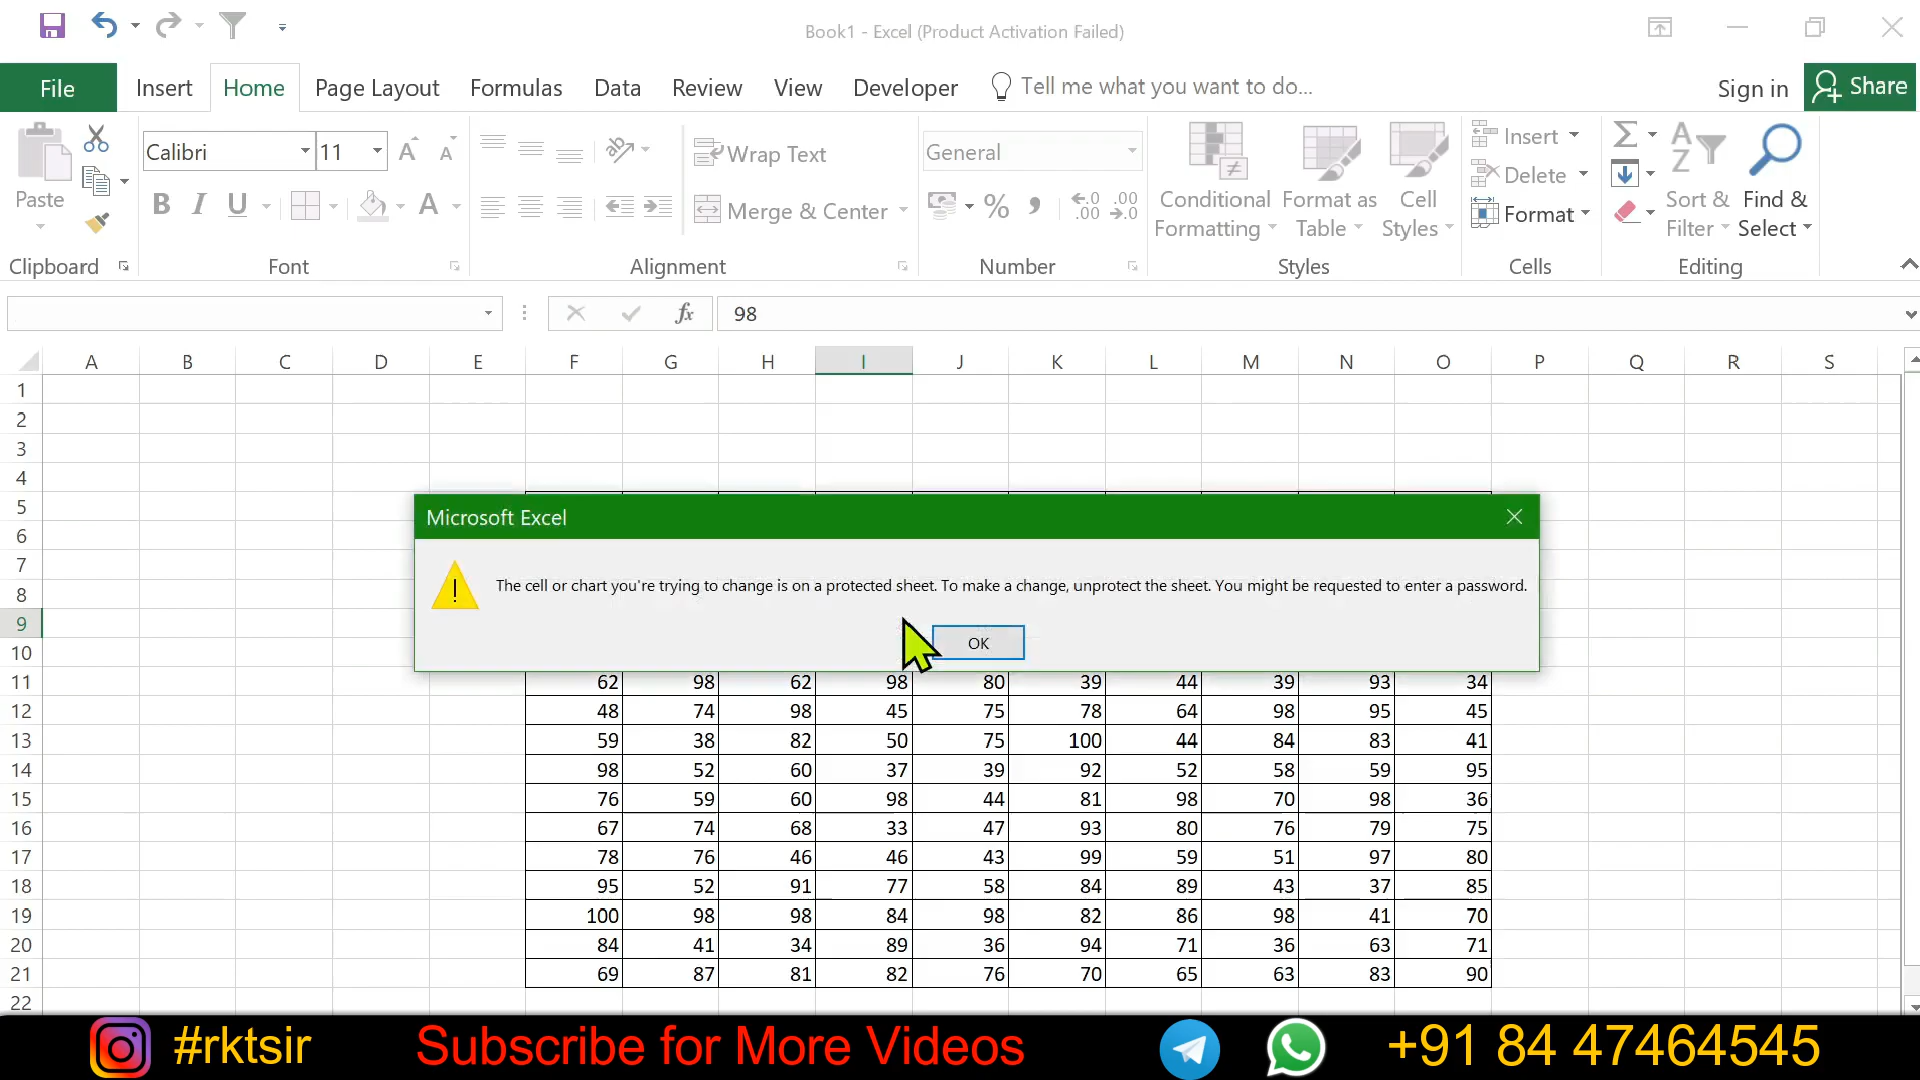 Book1 - Excel (Product Activation Failed)
File Insert Home Page Layout Formulas Data Review View Developer Tell me what you want to do... Sign in Share
Paste
Clipboard
Calibri 11 A A
B I U A
Font
Wrap Text
Merge & Center
Alignment
General
% , .0 .00 .00 .0
Number
Conditional Formatting
Format as Table
Cell Styles
Styles
Insert
Delete
Format
Cells
Σ
A Z
Sort & Filter
Find & Select
Editing
fx 98
A B C D E F G H I J K L M N O P Q R S
1
2
3
4
5
6
7
8
9
10
Microsoft Excel
The cell or chart you're trying to change is on a protected sheet. To make a change, unprotect the sheet. You might be requested to enter a password.
OK
11 62 98 62 98 80 39 44 39 93 34
12 48 74 98 45 75 78 64 98 95 45
13 59 38 82 50 75 100 44 84 83 41
14 98 52 60 37 39 92 52 58 59 95
15 76 59 60 98 44 81 98 70 98 36
16 67 74 68 33 47 93 80 76 79 75
17 78 76 46 46 43 99 59 51 97 80
18 95 52 91 77 58 84 89 43 37 85
19 100 98 98 84 98 82 86 98 41 70
20 84 41 34 89 36 94 71 36 63 71
21 69 87 81 82 76 70 65 63 83 90
22
#rktsir Subscribe for More Videos +91 84 47464545